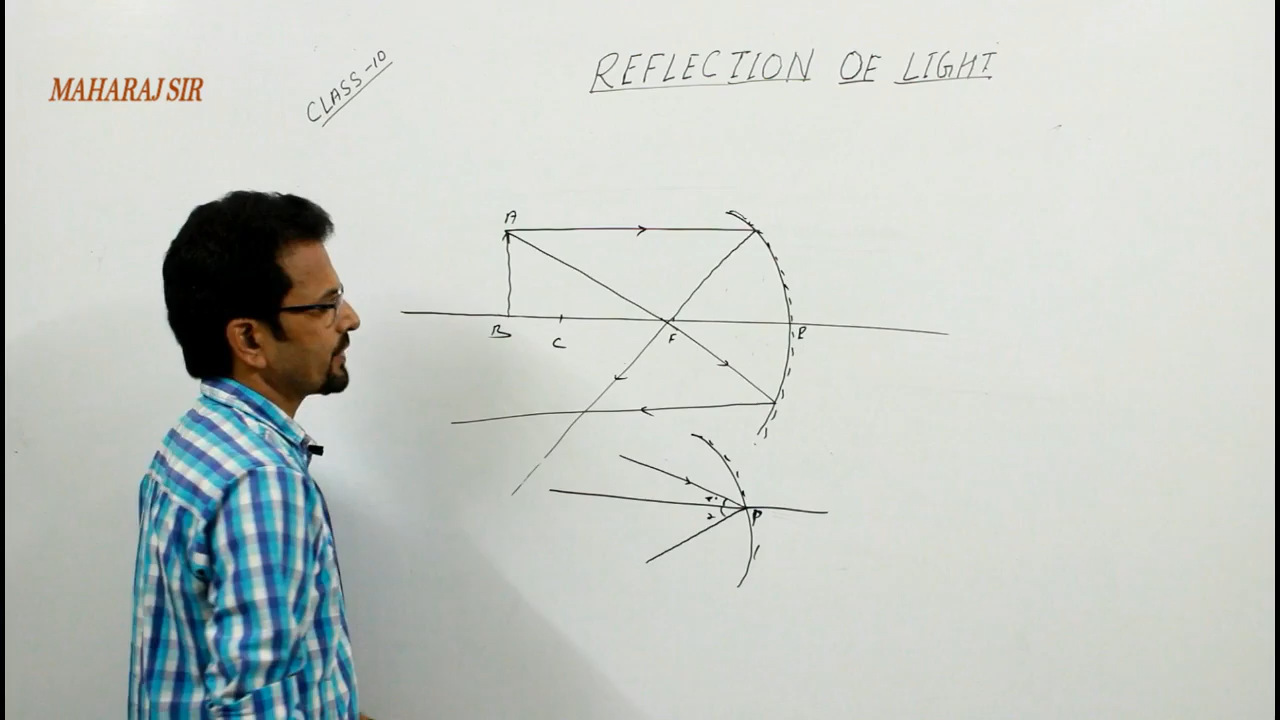 MAHARAJ SIR
CLASS-10
REFLECTION OF LIGHT
A
B
C
F
P
i
r
P